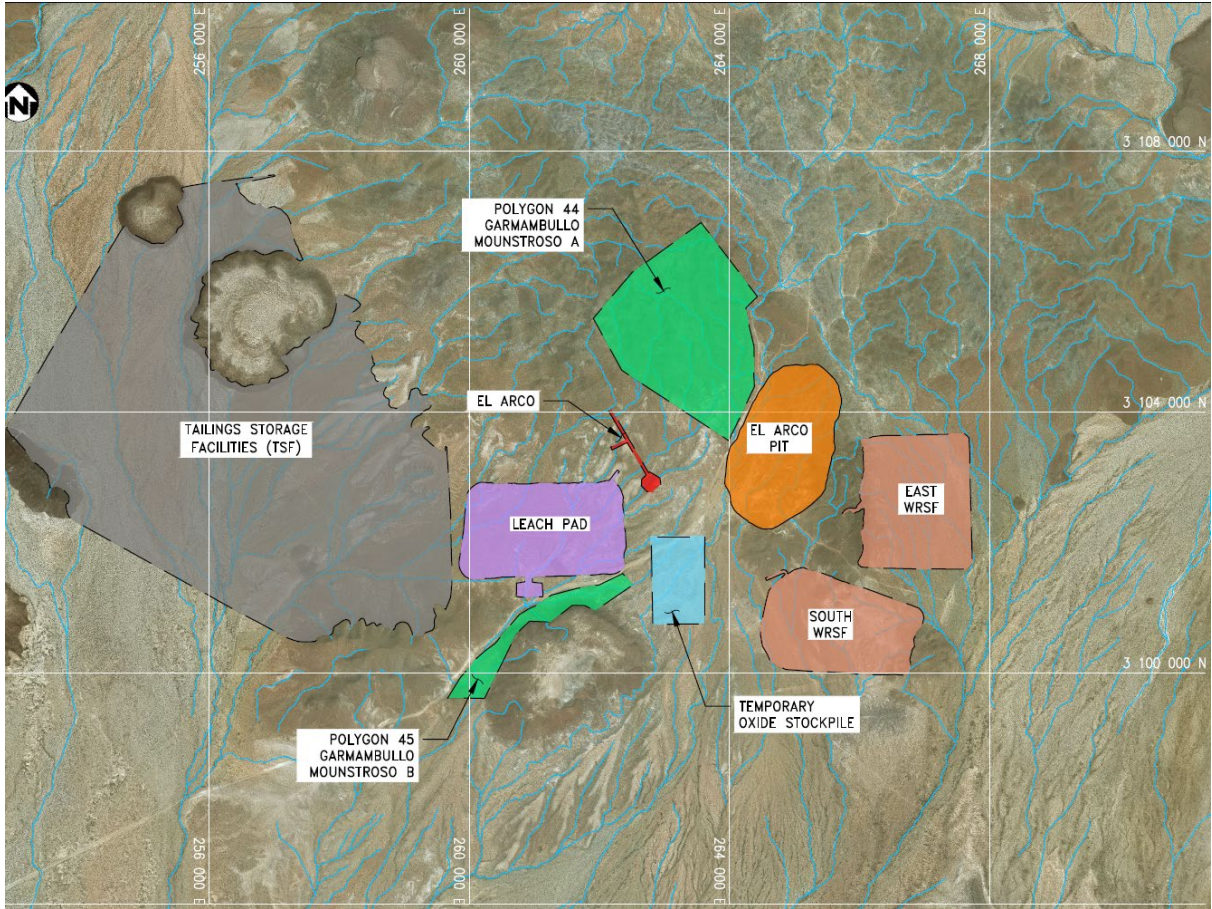 256 000 E
260 000 E
264 000 E
268 000 E
N
3 108 000 N
POLYGON 44
GARMAMBULLO
MOUNSTROSO A
EL ARCO
3 104 000 N
TAILINGS STORAGE
FACILITIES (TSF)
EL ARCO
PIT
EAST
WRSF
LEACH PAD
SOUTH
WRSF
3 100 000 N
TEMPORARY
OXIDE STOCKPILE
POLYGON 45
GARMAMBULLO
MOUNSTROSO B
256 000 E
260 000 E
264 000 E
268 000 E